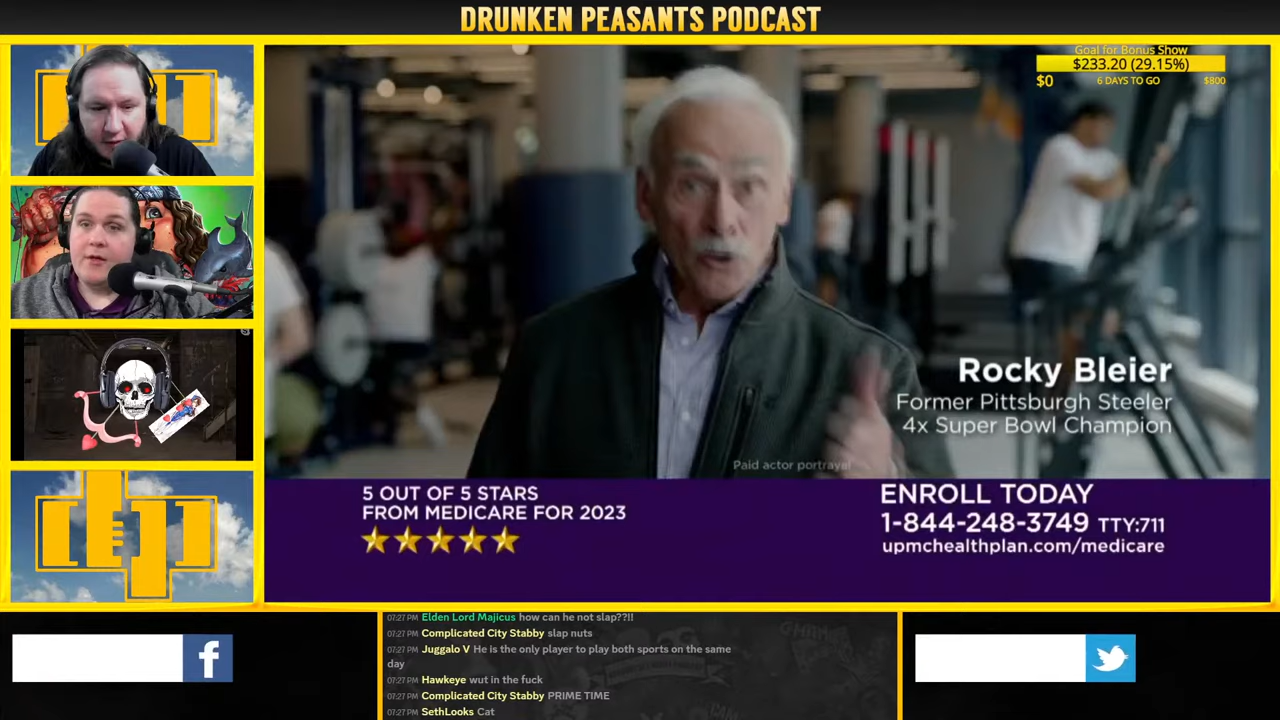 DRUNKEN PEASANTS PODCAST
Goal for Bonus Show
$233.20 (29.15%)
$0
6 DAYS TO GO
$800
Rocky Bleier
Former Pittsburgh Steeler
4x Super Bowl Champion
Paid actor portrayal
5 OUT OF 5 STARS
FROM MEDICARE FOR 2023
ENROLL TODAY
1-844-248-3749 TTY:711
upmchealthplan.com/medicare
07:27 PM Elden Lord Majicus how can he not slap??!!
07:27 PM Complicated City Stabby slap nuts
07:27 PM Juggalo V He is the only player to play both sports on the same
day
07:27 PM Hawkeye wut in the fuck
07:27 PM Complicated City Stabby PRIME TIME
07:27 PM SethLooks Cat